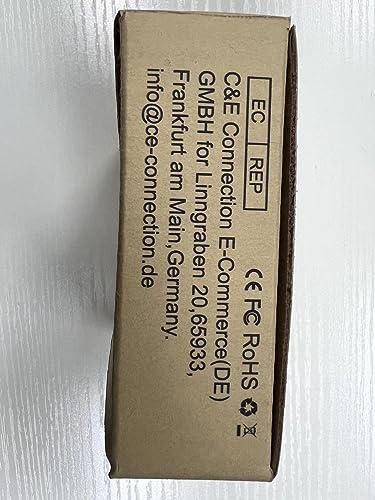 EC REP
CE FC RoHS
C&E Connection E-Commerce(DE)
GMBH for Linngraben 20,65933,
Frankfurt am Main,Germany.
info@ce-connection.de